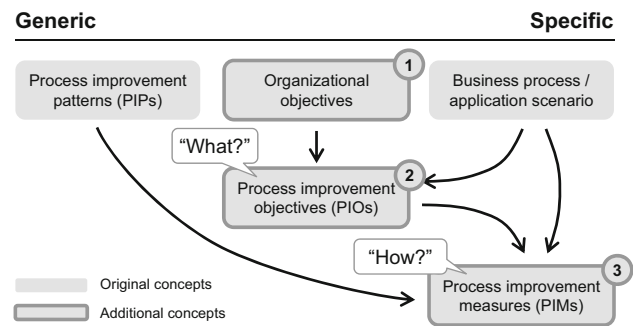 Generic
Specific
1
Process improvement
patterns (PIPs)
Organizational
objectives
Business process /
application scenario
“What?”
2
Process improvement
objectives (PIOs)
“How?”
3
Process improvement
measures (PIMs)
Original concepts
Additional concepts